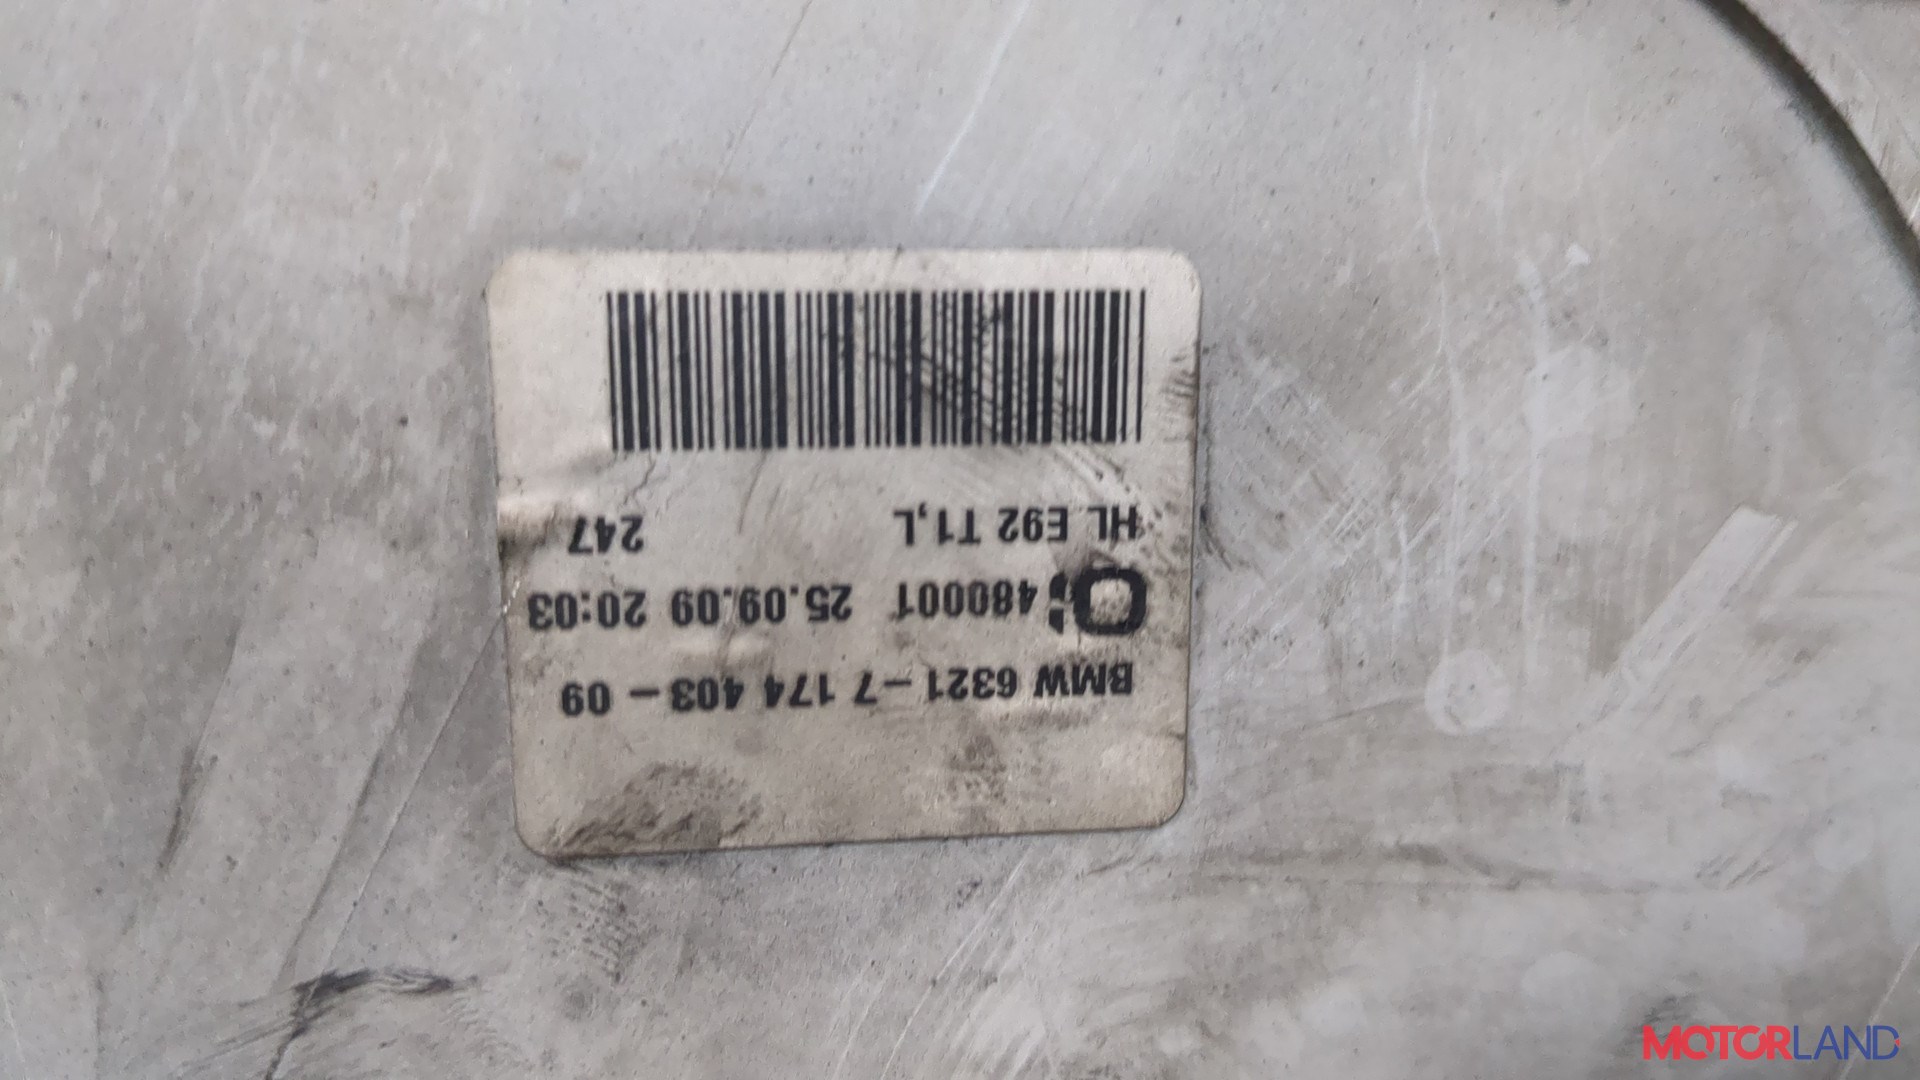 BMW 6321-7 174 403-09
480001 25.09.09 20:03
HL E92 T1,L 247
MOTORLAND